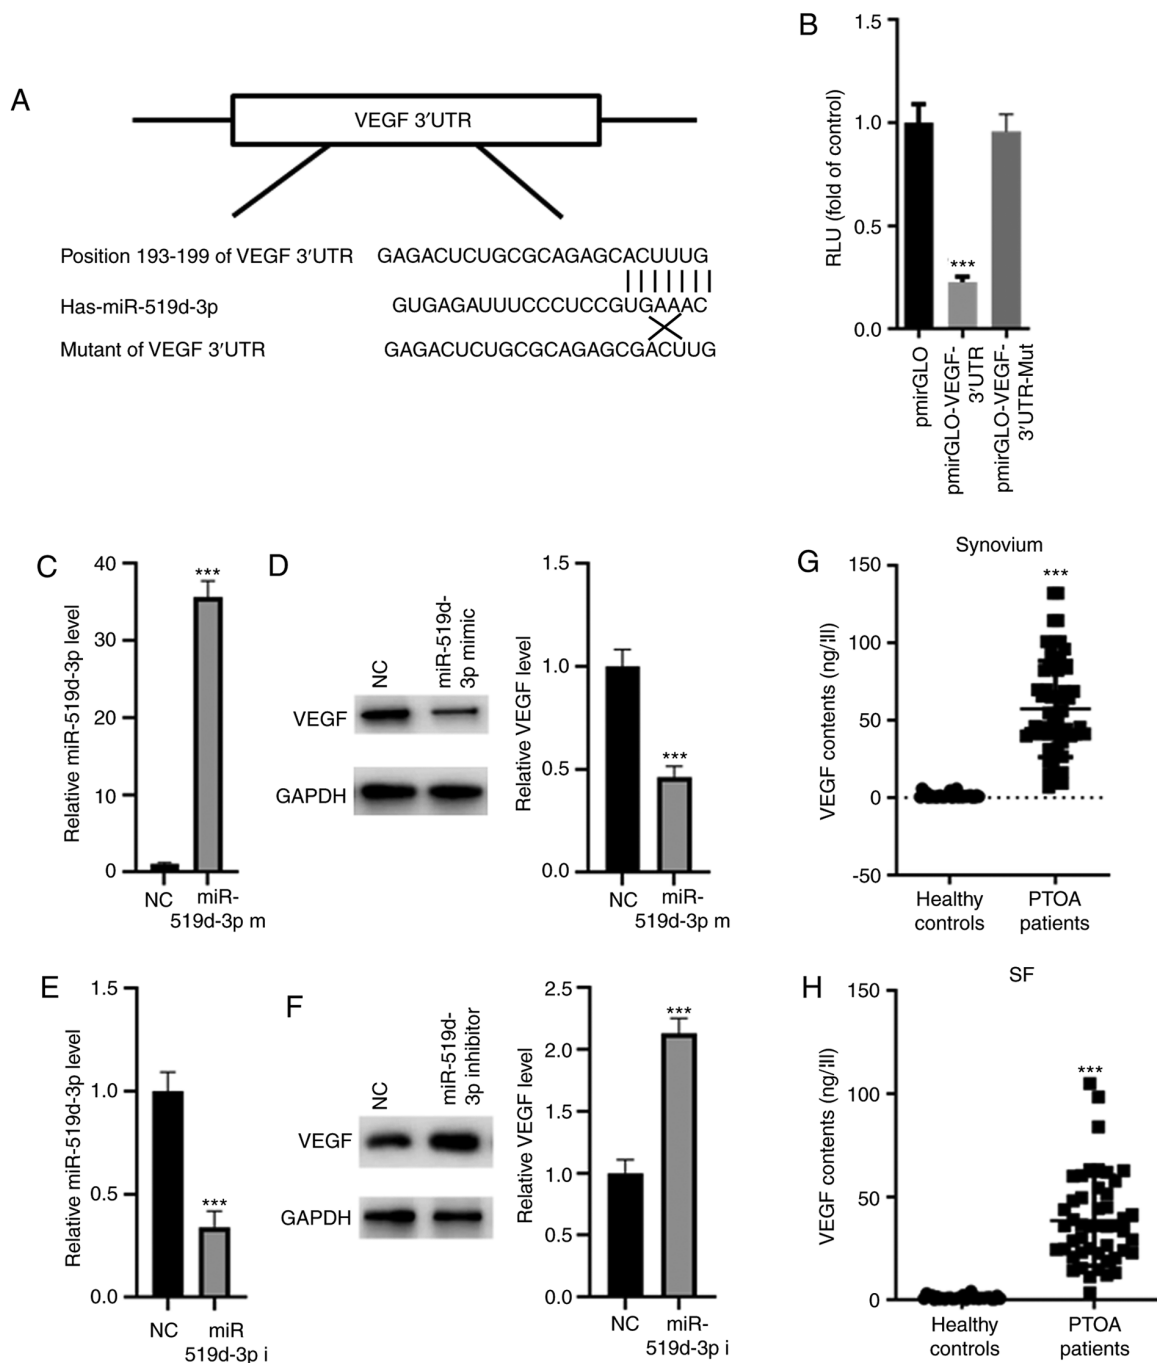 A
VEGF 3′UTR
Position 193-199 of VEGF 3′UTR GAGACUCUGCGCAGAGCACUUUG
Has-miR-519d-3p GUGAGAUUUCCCUCCGUGAAAC
Mutant of VEGF 3′UTR GAGACUCUGCGCAGAGCGACUUG
B
RLU (fold of control)
1.5
1.0
0.5
0.0
***
pmirGLO
pmirGLO-VEGF-
3′UTR
pmirGLO-VEGF-
3′UTR-Mut
C
Relative miR-519d-3p level
40
30
20
10
0
***
NC
miR-
519d-3p m
D
NC
miR-519d-
3p mimic
VEGF
GAPDH
Relative VEGF level
1.5
1.0
0.5
0.0
***
NC
miR-
519d-3p m
G
Synovium
VEGF contents (ng/
150
100
50
0
-50
***
Healthy
controls
PTOA
patients
E
Relative miR-519d-3p level
1.5
1.0
0.5
0.0
***
NC
miR
519d-3p i
F
NC
miR-519d-
3p inhibitor
VEGF
GAPDH
Relative VEGF level
2.5
2.0
1.5
1.0
0.5
0.0
***
NC
miR-
519d-3p i
H
SF
VEGF contents (ng/
150
100
50
0
***
Healthy
controls
PTOA
patients